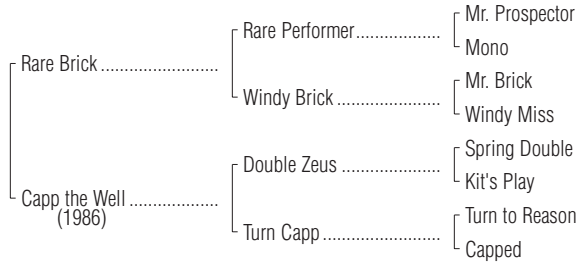 Mr. Prospector
Rare Performer....................
Mono
Rare Brick ............................
Mr. Brick
Windy Brick ........................
Windy Miss
Spring Double
Double Zeus .......................
Kit's Play
Capp the Well .....................
(1986)
Turn to Reason
Turn Capp ............................
Capped